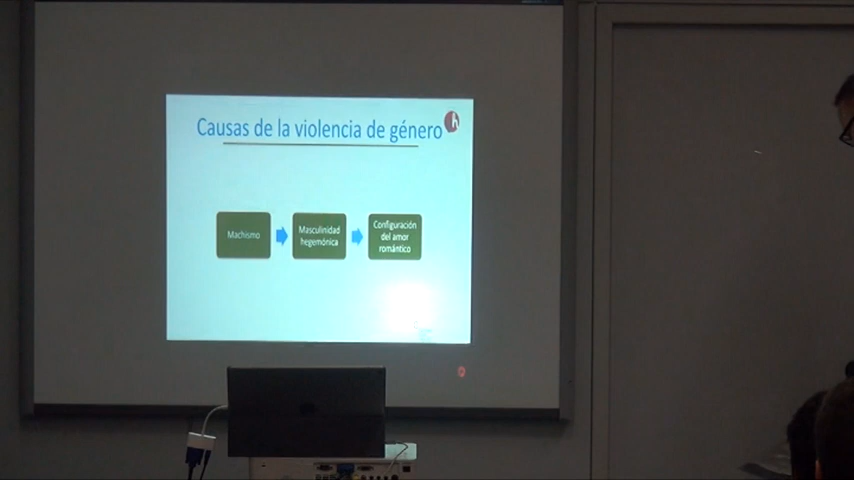 Causas de la violencia de género
h
Machismo
Masculinidad
hegemónica
Configuración
del amor
romántico